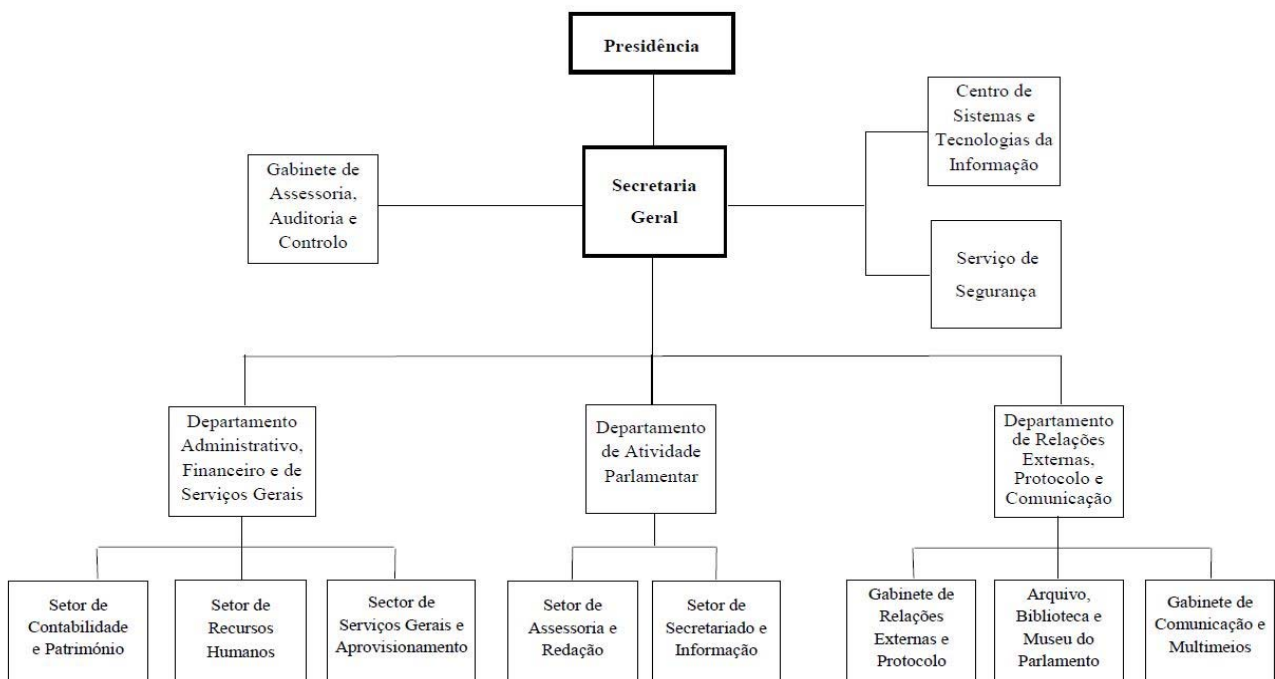 Presidência
Centro de
Sistemas e
Tecnologias da
Informação
Gabinete de
Assessoria,
Auditoria e
Controlo
Secretaria
Geral
Serviço de
Segurança
Departamento
Administrativo,
Financeiro e de
Serviços Gerais
Departamento
de Atividade
Parlamentar
Departamento
de Relações
Externas,
Protocolo e
Comunicação
Setor de
Contabilidade
e Património
Setor de
Recursos
Humanos
Sector de
Serviços Gerais e
Aprovisionamento
Setor de
Assessoria e
Redação
Setor de
Secretariado e
Informação
Gabinete de
Relações
Externas e
Protocolo
Arquivo,
Biblioteca e
Museu do
Parlamento
Gabinete de
Comunicação e
Multimeios